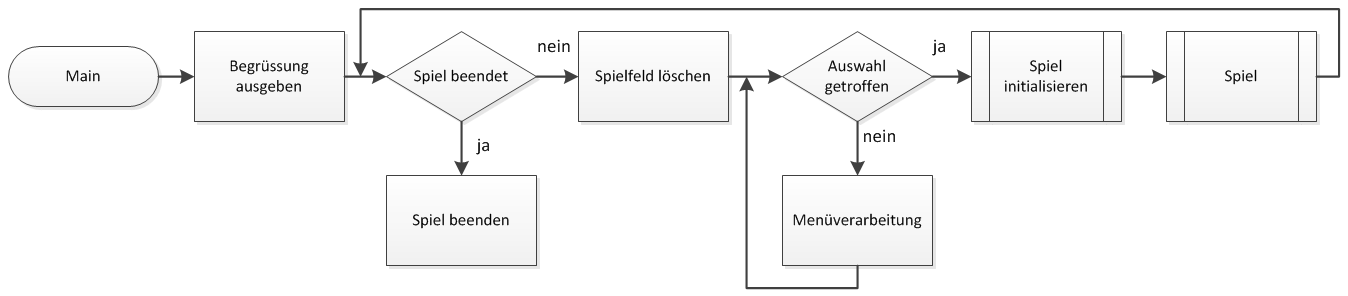 Main
Begrüssung
ausgeben
Spiel beendet
nein
ja
Spiel beenden
Spielfeld löschen
Auswahl
getroffen
ja
nein
Menüverarbeitung
Spiel
initialisieren
Spiel